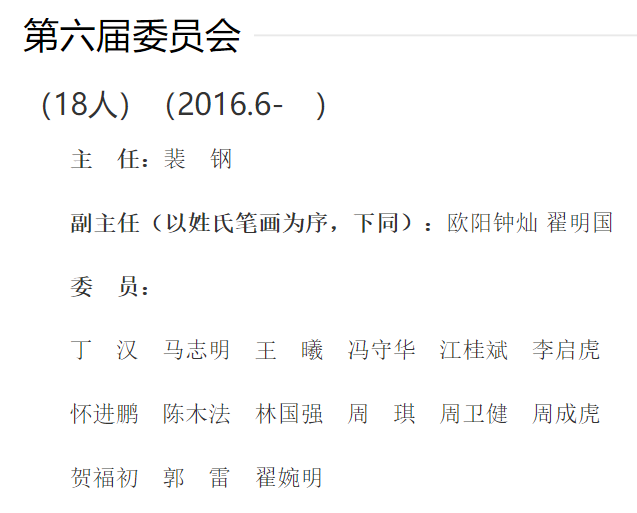 第六届委员会
（18人）（2016.6-　）
主　任：裴　钢
副主任（以姓氏笔画为序，下同）：欧阳钟灿 翟明国
委　员：
丁　汉　马志明　王　曦　冯守华　江桂斌　李启虎
怀进鹏　陈木法　林国强　周　琪　周卫健　周成虎
贺福初　郭　雷　翟婉明